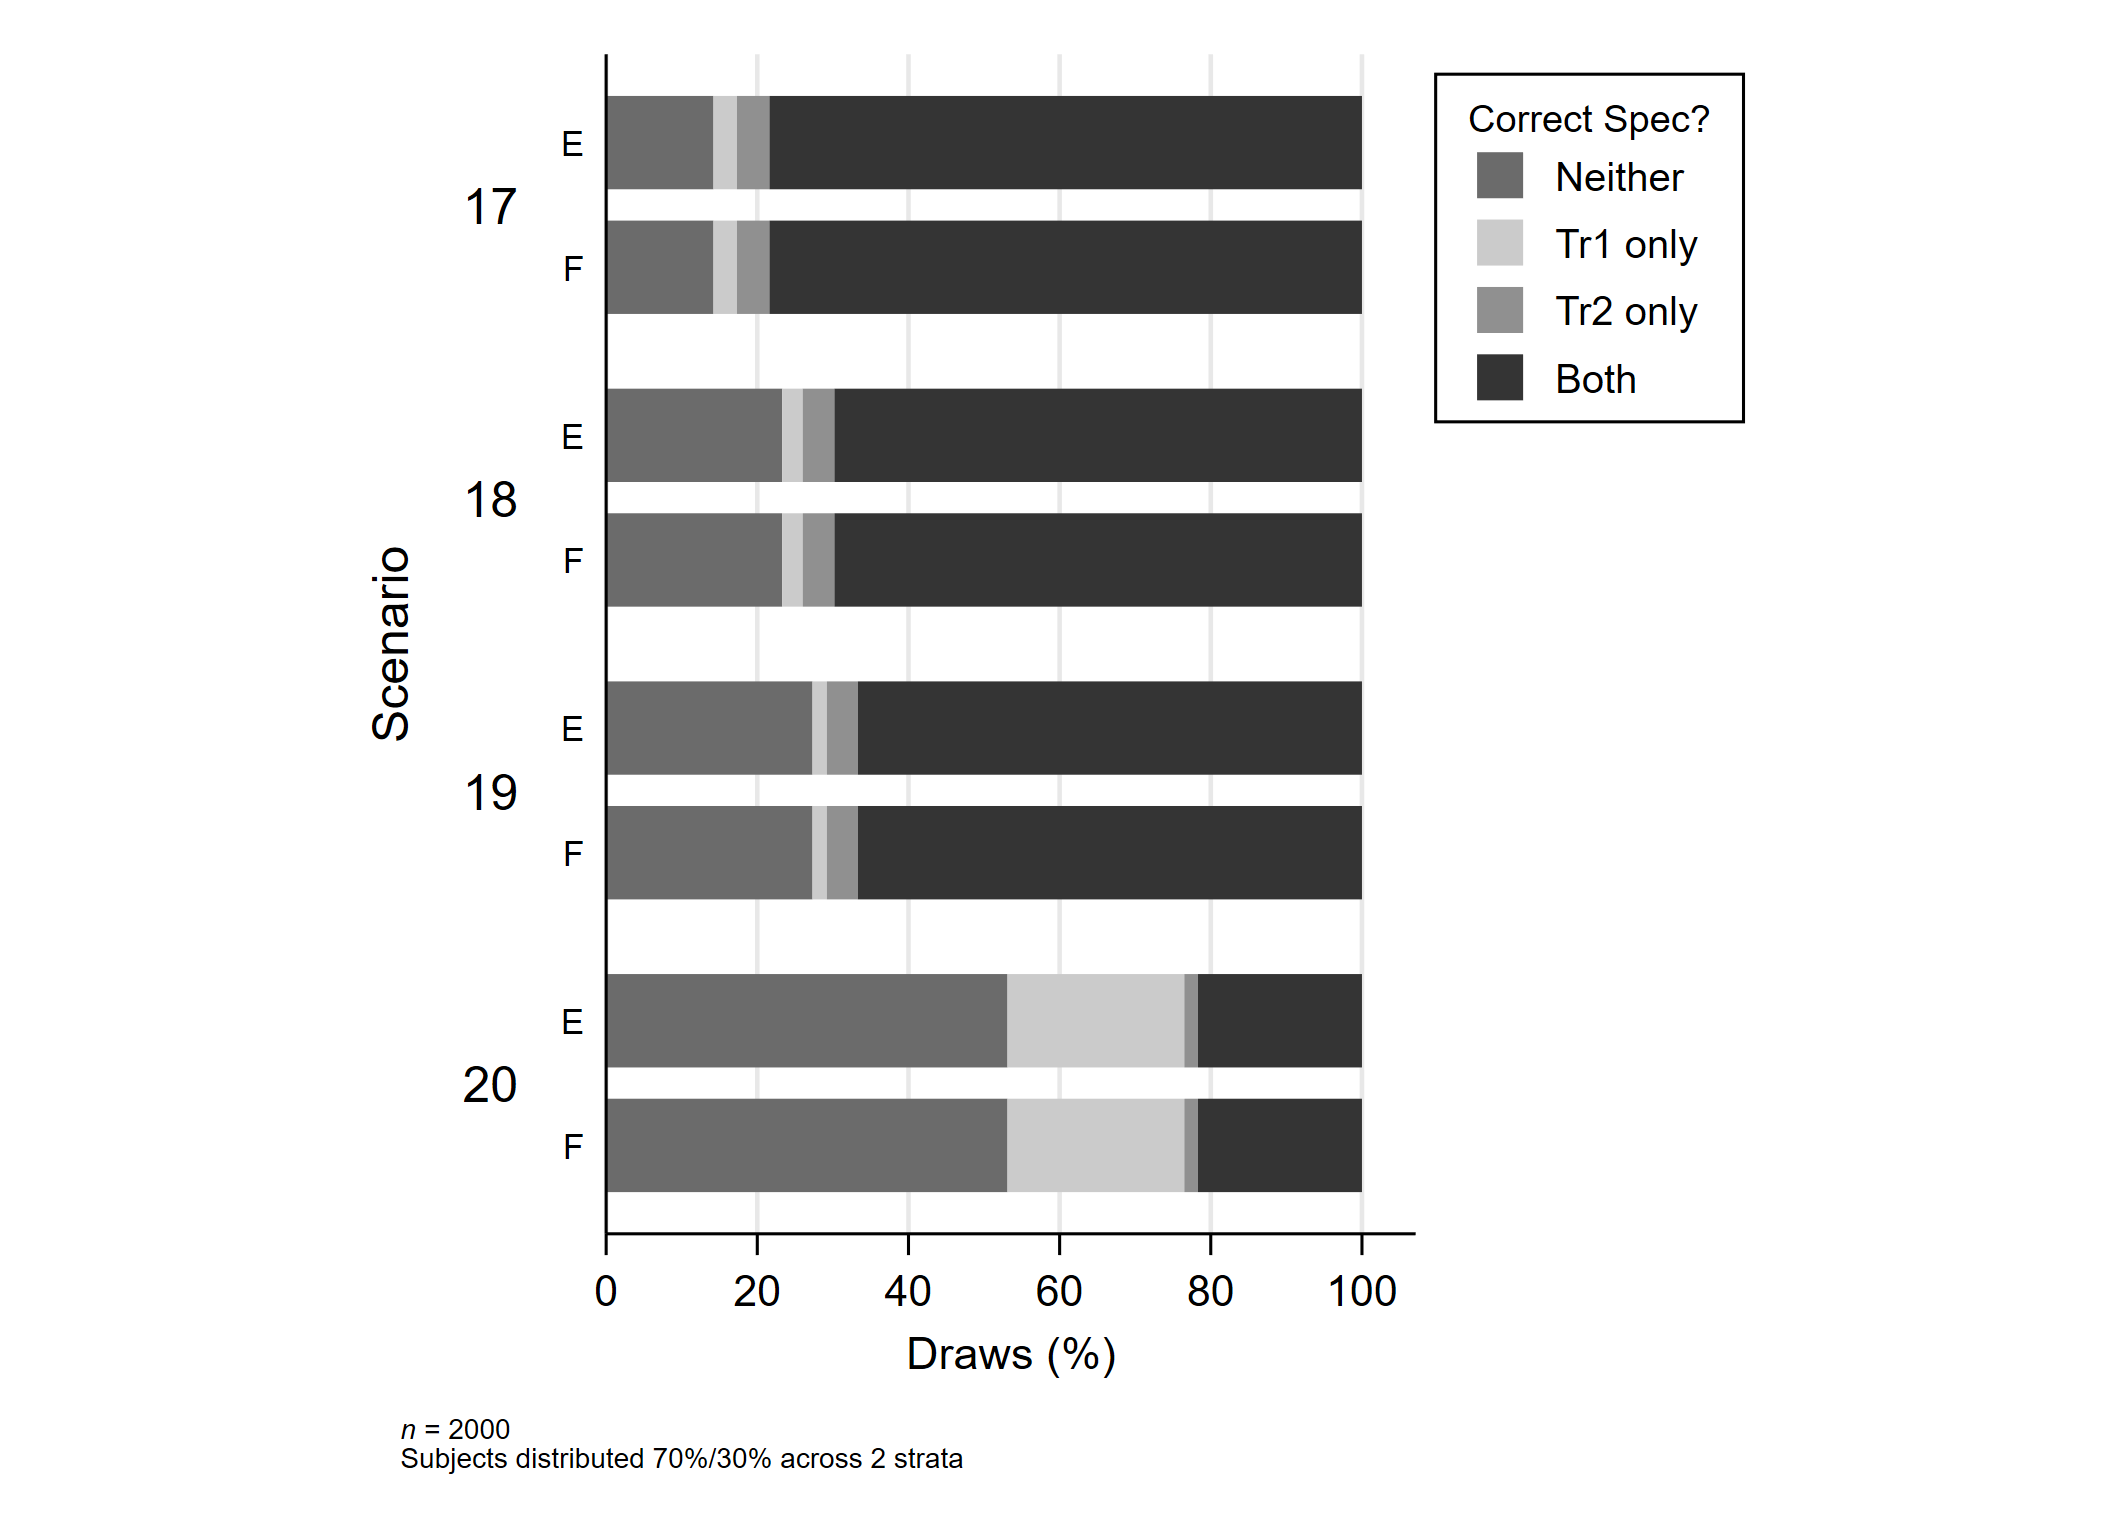 Correct Spec?
Neither
Tr1 only
Tr2 only
Both
Scenario
17
E
F
18
E
F
19
E
F
20
E
F
0 20 40 60 80 100
Draws (%)
n = 2000
Subjects distributed 70%/30% across 2 strata